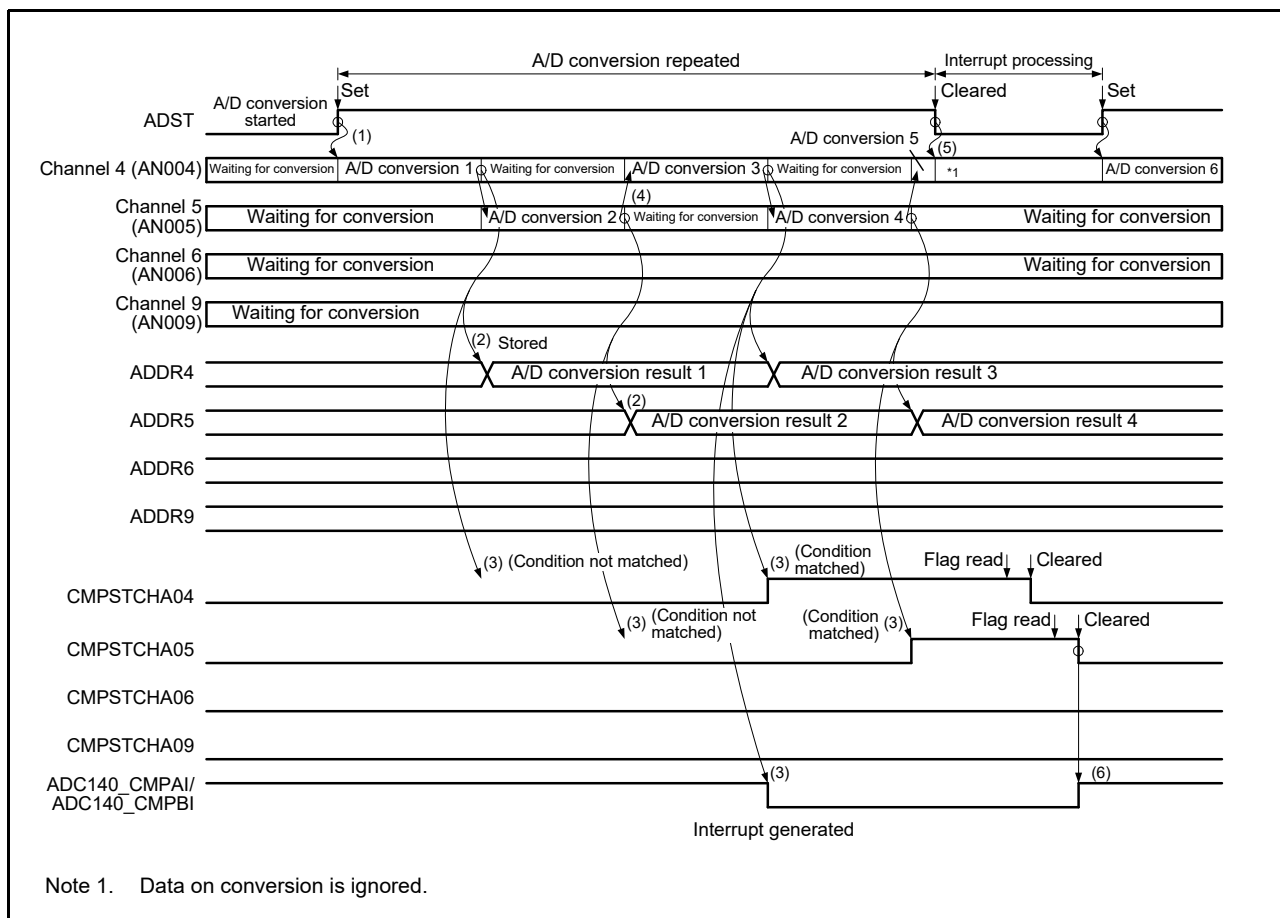 A/D conversion repeated
Interrupt processing
Set
Cleared
Set
A/D conversion
started
ADST
(1)
A/D conversion 5
(5)
Channel 4 (AN004)
Waiting for conversion
A/D conversion 1
Waiting for conversion
A/D conversion 3
Waiting for conversion
*1
A/D conversion 6
(4)
Channel 5
(AN005)
Waiting for conversion
A/D conversion 2
Waiting for conversion
A/D conversion 4
Waiting for conversion
Channel 6
(AN006)
Waiting for conversion
Waiting for conversion
Channel 9
(AN009)
Waiting for conversion
(2) Stored
ADDR4
A/D conversion result 1
A/D conversion result 3
(2)
ADDR5
A/D conversion result 2
A/D conversion result 4
ADDR6
ADDR9
(3) (Condition not matched)
(3) (Condition
matched)
Flag read
Cleared
CMPSTCHA04
(3) (Condition not
matched)
(Condition
matched)
(3)
Flag read
Cleared
CMPSTCHA05
CMPSTCHA06
CMPSTCHA09
ADC140_CMPAI/
ADC140_CMPBI
(3)
(6)
Interrupt generated
Note 1. Data on conversion is ignored.